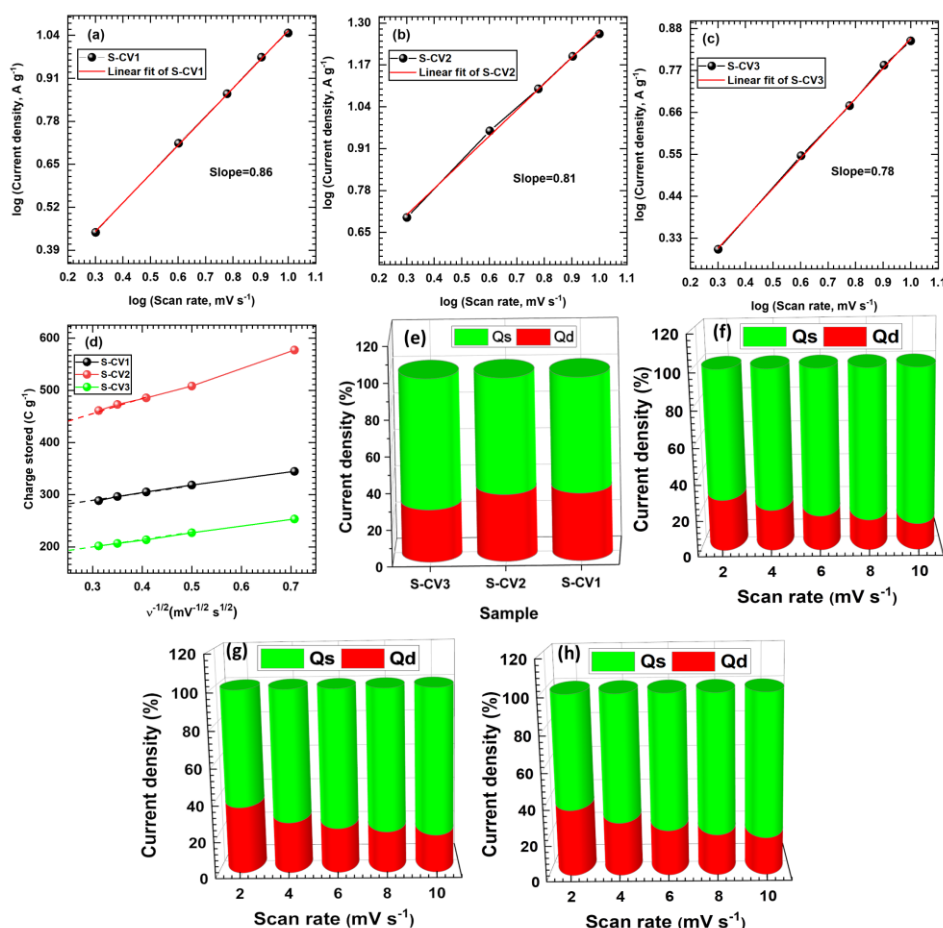 (a)
S-CV1
Linear fit of S-CV1
Slope=0.86
log (Current density, A g⁻¹)
1.04
0.91
0.78
0.65
0.52
0.39
0.2 0.3 0.4 0.5 0.6 0.7 0.8 0.9 1.0 1.1
log (Scan rate, mV s⁻¹)
(b)
S-CV2
Linear fit of S-CV2
Slope=0.81
log (Current density, A g⁻¹)
1.30
1.17
1.04
0.91
0.78
0.65
0.2 0.3 0.4 0.5 0.6 0.7 0.8 0.9 1.0 1.1
log (Scan rate, mV s⁻¹)
(c)
S-CV3
Linear fit of S-CV3
Slope=0.78
log (Current density, A g⁻¹)
0.88
0.77
0.66
0.55
0.44
0.33
0.2 0.3 0.4 0.5 0.6 0.7 0.8 0.9 1.0 1.1
log (Scan rate, mV s⁻¹)
(d)
S-CV1
S-CV2
S-CV3
Charge stored (C g⁻¹)
600
500
400
300
200
0.3 0.4 0.5 0.6 0.7
ν⁻¹/²(mV⁻¹/² s¹/²)
(e)
Qs Qd
Current density (%)
120
100
80
60
40
20
0
S-CV3 S-CV2 S-CV1
Sample
(f)
Qs Qd
Current density (%)
120
100
80
60
40
20
0
2 4 6 8 10
Scan rate (mV s⁻¹)
(g)
Qs Qd
Current density (%)
120
100
80
60
40
20
0
2 4 6 8 10
Scan rate (mV s⁻¹)
(h)
Qs Qd
Current density (%)
120
100
80
60
40
20
0
2 4 6 8 10
Scan rate (mV s⁻¹)